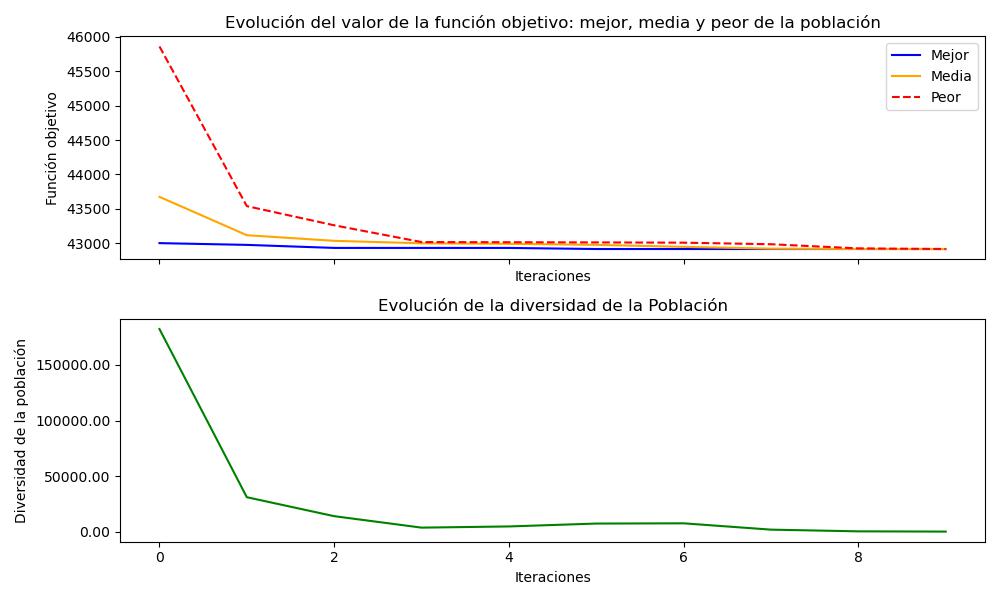 Evolución del valor de la función objetivo: mejor, media y peor de la población
46000
45500
45000
44500
44000
43500
43000
Función objetivo
Mejor
Media
Peor
Iteraciones
Evolución de la diversidad de la Población
150000.00
100000.00
50000.00
0.00
Diversidad de la población
0 2 4 6 8
Iteraciones